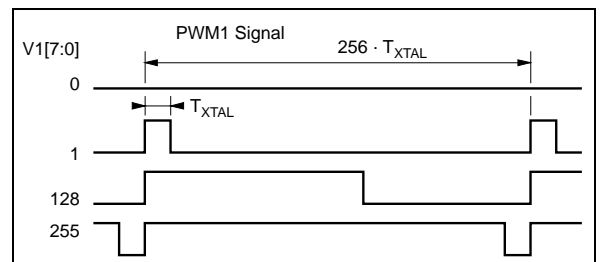 PWM1 Signal
V1[7:0]
256 · TXTAL
0
TXTAL
1
128
255